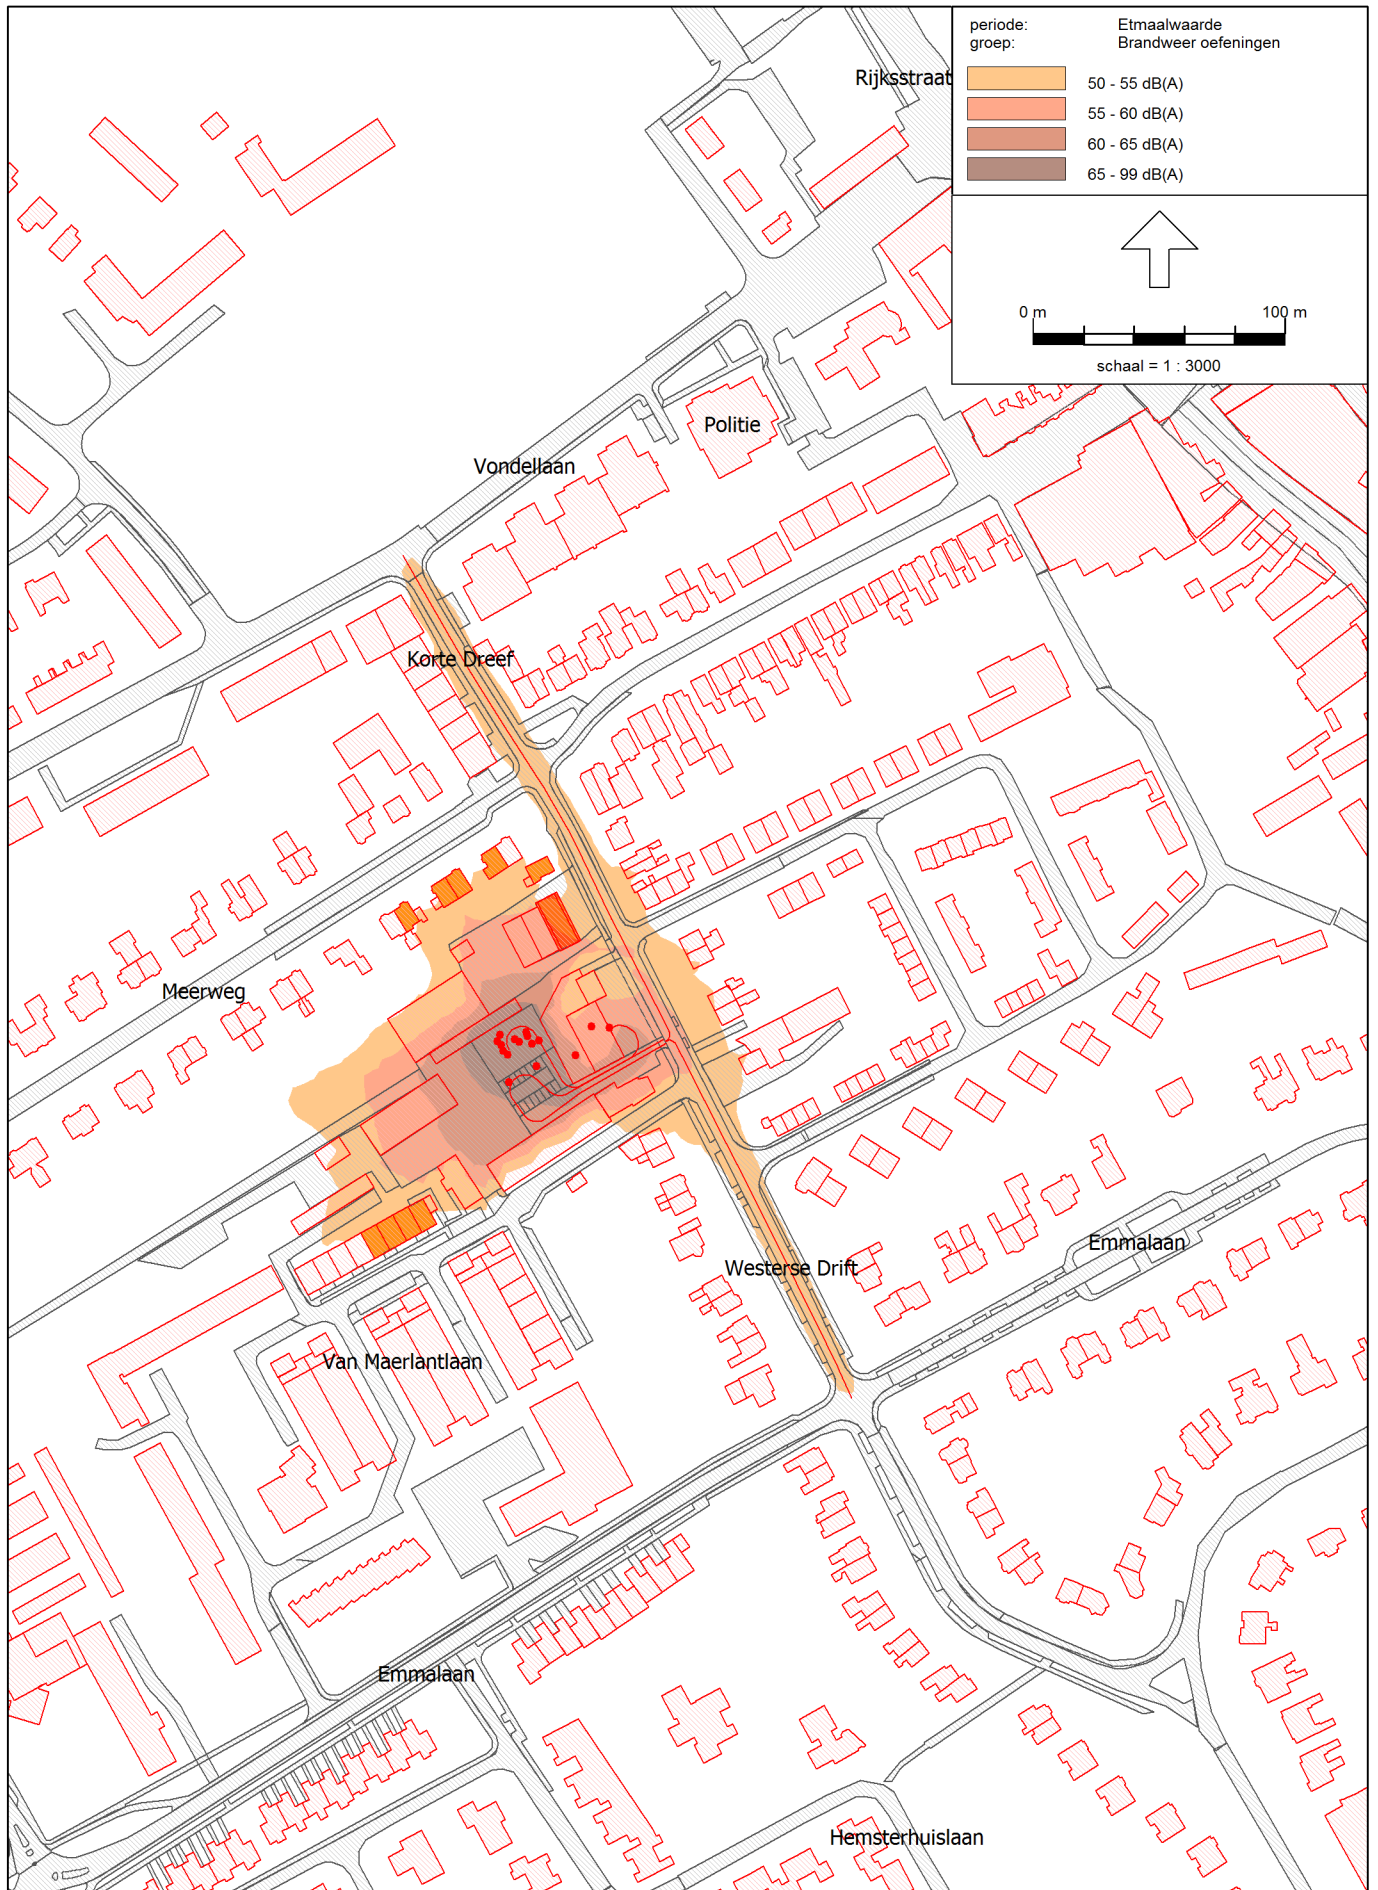 periode: Etmaalwaarde
groep: Brandweer oefeningen
50 - 55 dB(A)
55 - 60 dB(A)
60 - 65 dB(A)
65 - 99 dB(A)
0 m 100 m
schaal = 1 : 3000
Rijksstraat
Politie
Vondellaan
Korte Dreef
Meerweg
Emmalaan
Westerse Drift
Van Maerlantlaan
Emmalaan
Hemsterhuislaan